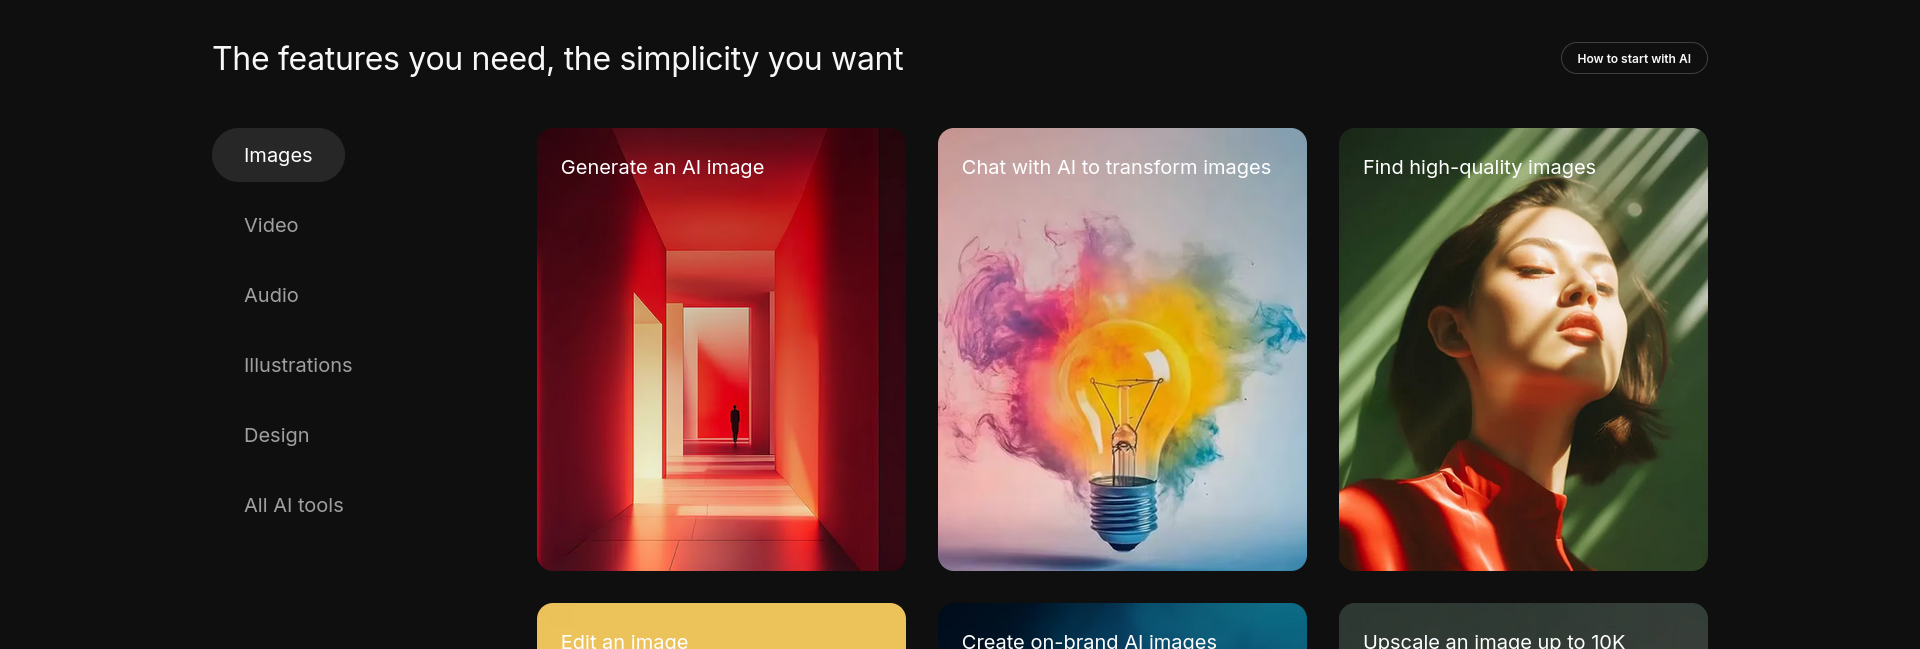 The features you need, the simplicity you want
How to start with AI
Images
Video
Audio
Illustrations
Design
All AI tools
Generate an AI image
Chat with AI to transform images
Find high-quality images
Edit an image
Create on-brand AI images
Upscale an image up to 10K